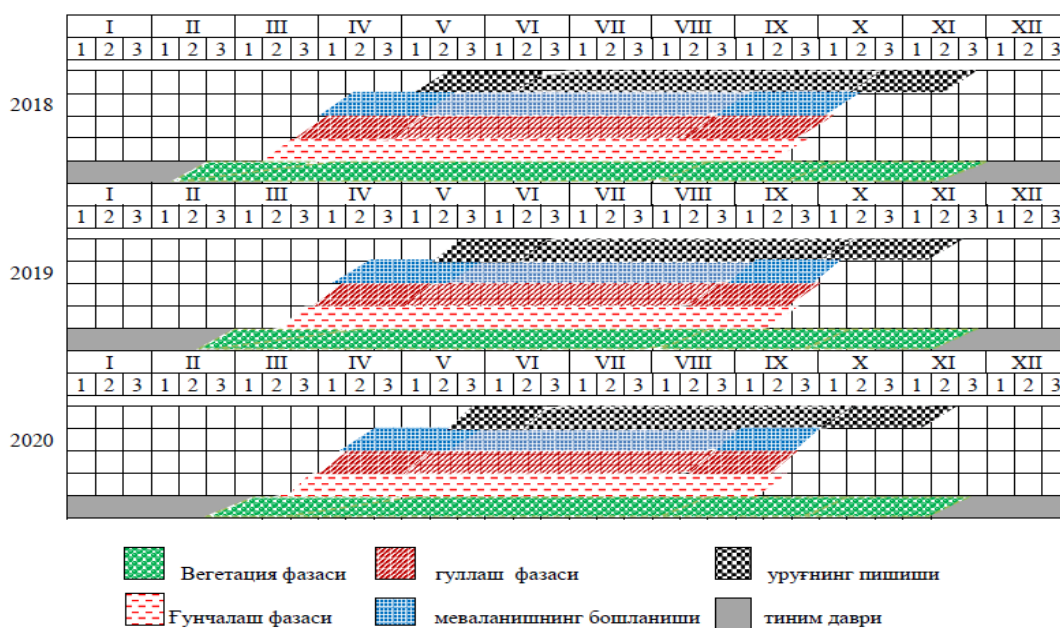 I II III IV V VI VII VIII IX X XI XII
1 2 3 1 2 3 1 2 3 1 2 3 1 2 3 1 2 3 1 2 3 1 2 3 1 2 3 1 2 3 1 2 3 1 2 3
2018
I II III IV V VI VII VIII IX X XI XII
1 2 3 1 2 3 1 2 3 1 2 3 1 2 3 1 2 3 1 2 3 1 2 3 1 2 3 1 2 3 1 2 3 1 2 3
2019
I II III IV V VI VII VIII IX X XI XII
1 2 3 1 2 3 1 2 3 1 2 3 1 2 3 1 2 3 1 2 3 1 2 3 1 2 3 1 2 3 1 2 3 1 2 3
2020
Вегетация фазаси гуллаш фазаси уруғнинг пишиши
Ғунчалаш фазаси меваланишнинг бошланиши тиним даври